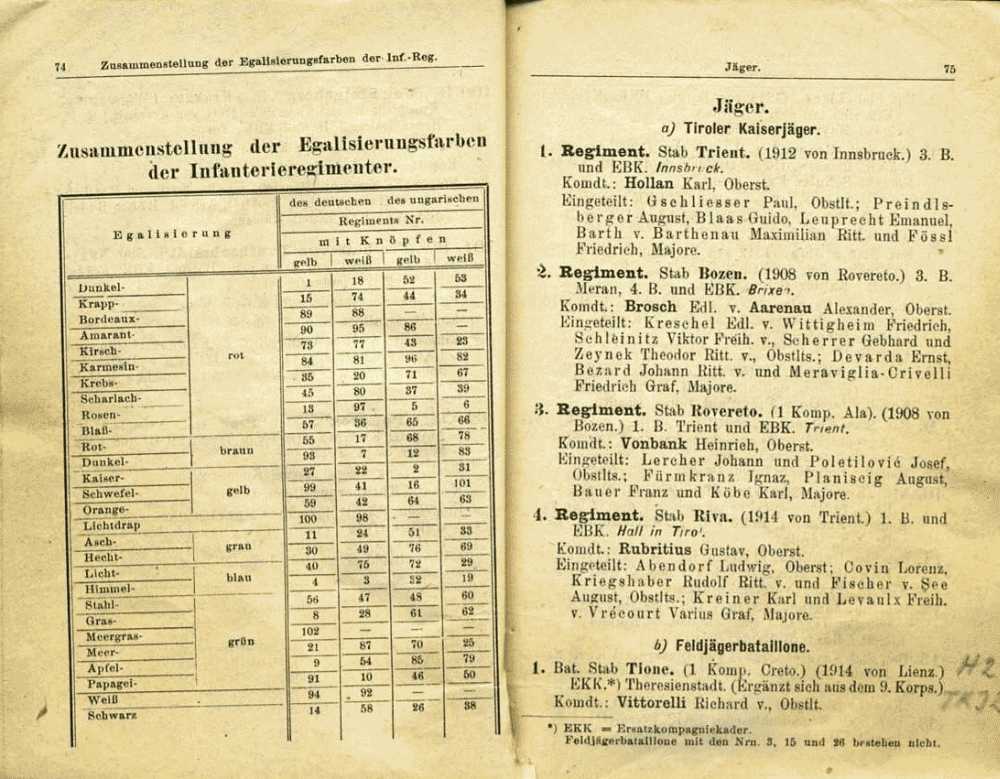 74 Zusammenstellung der Egalisierungsfarben der Inf.-Reg.
Zusammenstellung der Egalisierungsfarben
der Infanterieregimenter.
Egalisierung
des deutschen des ungarischen
Regiments Nr.
mit Knöpfen
gelb weiß gelb weiß
Dunkel- 1 18 52 53
Krapp- 15 74 44 34
Bordeaux- 89 88 — —
Amarant- 90 95 86 —
Kirsch- rot 73 77 43 23
Karmesin- 84 81 96 82
Krebs- 35 20 71 67
Scharlach- 45 80 37 39
Rosen- 13 97 5 6
Blaß- 57 36 65 66
Rot- braun 55 17 68 78
Dunkel- 93 7 12 83
Kaiser- 27 22 2 31
Schwefel- gelb 99 41 16 101
Orange- 59 42 64 63
Lichtdrap 100 98 — —
Asch- grau 11 24 51 33
Hecht- 30 49 76 69
Licht- blau 40 75 72 29
Himmel- 4 3 32 19
Stahl- 56 47 48 60
Gras- 8 28 61 62
Meergras- grün 102 — — —
Meer- 21 87 70 25
Apfel- 9 54 85 79
Papagei- 91 10 46 50
Weiß 94 92 — —
Schwarz 14 58 26 38
Jäger. 75
Jäger.
a) Tiroler Kaiserjäger.
1. Regiment. Stab Trient. (1912 von Innsbruck.) 3. B.
und EBK. Innsbruck.
Komdt.: Hollan Karl, Oberst.
Eingeteilt: Gschliesser Paul, Obstlt.; Preindls-
berger August, Blaas Guido, Leuprecht Emanuel,
Barth v. Barthenau Maximilian Ritt. und Fössl
Friedrich, Majore.
2. Regiment. Stab Bozen. (1908 von Rovereto.) 3. B.
Meran, 4. B. und EBK. Brixen.
Komdt.: Brosch Edl. v. Aarenau Alexander, Oberst.
Eingeteilt: Kreschel Edl. v. Wittigheim Friedrich,
Schleinitz Viktor Freih. v., Scherrer Gebhard und
Zeynek Theodor Ritt. v., Obstlts.; Devarda Ernst,
Bezard Johann Ritt. v. und Meraviglia-Crivelli
Friedrich Graf, Majore.
3. Regiment. Stab Rovereto. (1 Komp. Ala). (1908 von
Bozen.) 1. B. Trient und EBK. Trient.
Komdt.: Vonbank Heinrich, Oberst.
Eingeteilt: Lercher Johann und Poletilović Josef,
Obstlts.; Fürmkranz Ignaz, Planiscig August,
Bauer Franz und Köbe Karl, Majore.
4. Regiment. Stab Riva. (1914 von Trient.) 1. B. und
EBK. Hall in Tirol.
Komdt.: Rubritius Gustav, Oberst.
Eingeteilt: Abendorf Ludwig, Oberst; Covin Lorenz,
Kriegshaber Rudolf Ritt. v. und Fischer v. See
August, Obstlts.; Kreiner Karl und Levaulx Freih.
v. Vrécourt Varius Graf, Majore.
b) Feldjägerbataillone.
1. Bat. Stab Tione. (1 Komp. Creto.) (1914 von Lienz.)
EKK.*) Theresienstadt. (Ergänzt sich aus dem 9. Korps.)
Komdt.: Vittorelli Richard v., Obstlt.
*) EKK = Ersatzkompagniekader.
Feldjägerbataillone mit den Nrn. 3, 15 und 26 bestehen nicht.